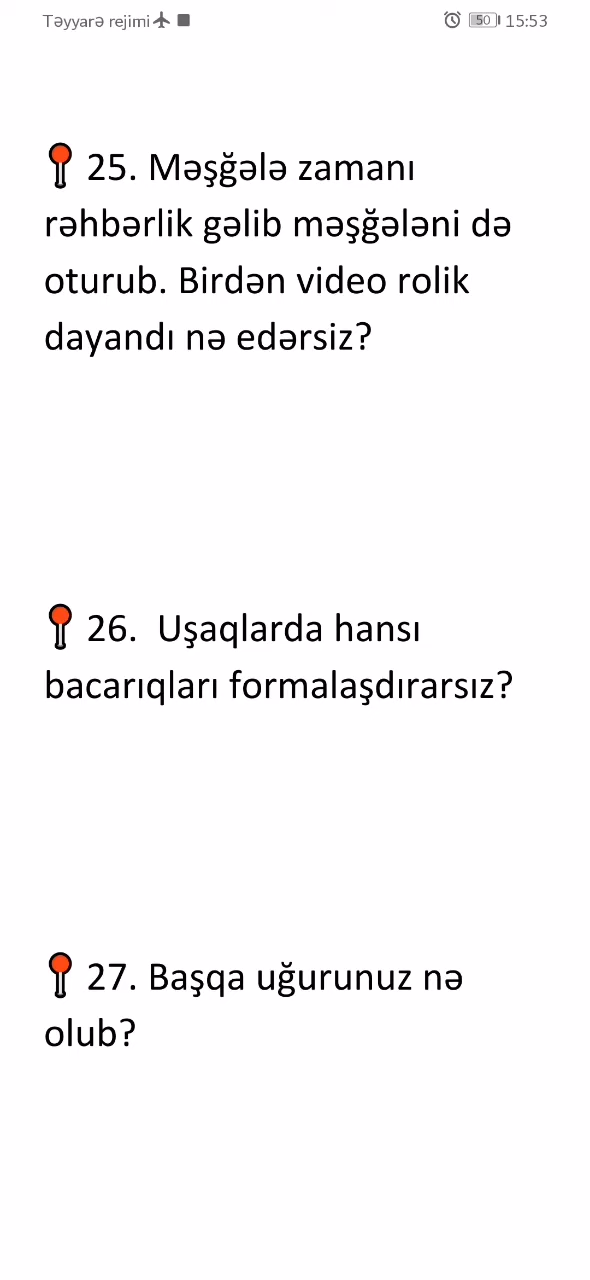 Təyyarə rejimi 50 15:53
25. Məşğələ zamanı
rəhbərlik gəlib məşğələni də
oturub. Birdən video rolik
dayandı nə edərsiz?
26. Uşaqlarda hansı
bacarıqları formalaşdırarsız?
27. Başqa uğurunuz nə
olub?